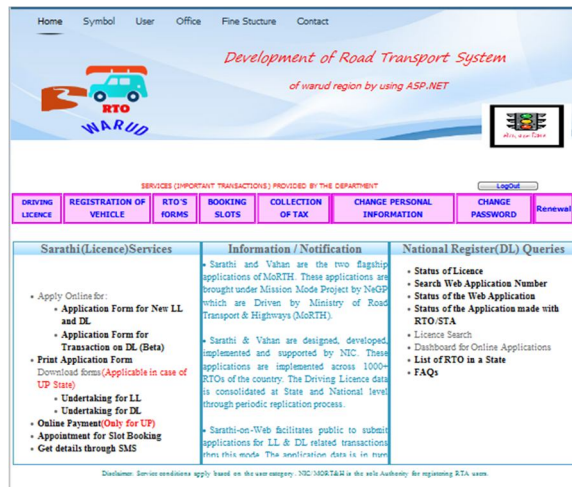 Home Symbol User Office Fine Stucture Contact
Development of Road Transport System
of warud region by using ASP.NET
RTO
WARUD
SERVICES (IMPORTANT TRANSACTIONS) PROVIDED BY THE DEPARTMENT
LogOut
DRIVING LICENCE
REGISTRATION OF VEHICLE
RTO'S fORMS
BOOKING SLOTS
COLLECTION OF TAX
CHANGE PERSONAL INFORMATION
CHANGE PASSWORD
Renewal
Sarathi(Licence)Services
Apply Online for:
Application Form for New LL
and DL
Application Form for
Transaction on DL (Beta)
Print Application Form
Download forms(Applicable in case of
UP State)
Undertaking for LL
Undertaking for DL
Online Payment(Only for UP)
Appointment for Slot Booking
Get details through SMS
Information / Notification
Sarathi and Vahan are the two flagship
applications of MoRTH. These applications are
brought under Mission Mode Project by NeGP
which are Driven by Ministry of Road
Transport & Highways (MoRTH).
Sarathi & Vahan are designed, developed,
implemented and supported by NIC. These
applications are implemented across 1000+
RTOs of the country. The Driving Licence data
is consolidated at State and National level
through periodic replication process.
Sarathi-on-Web facilitates public to submit
applications for LL & DL related transactions
thru this mode. The application data is in turn
National Register(DL) Queries
Status of Licence
Search Web Application Number
Status of the Web Application
Status of the Application made with
RTO/STA
Licence Search
Dashboard for Online Applications
List of RTO in a State
FAQs
Disclaimer: Service conditions apply based on the user category. NIC/MORT&H is the sole Authority for registering RTA users.